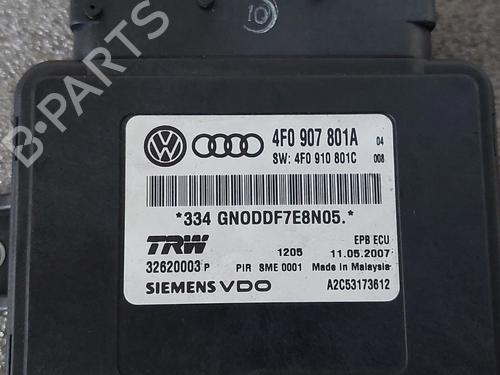 10
4F0 907 801A 04
SW: 4F0 910 801C 008
*334 GN0DDF7E8N05.*
TRW 1205 EPB ECU 11.05.2007
32620003 P PIR SME 0001 Made in Malaysia
SIEMENS VDO A2C53173612
B-PARTS